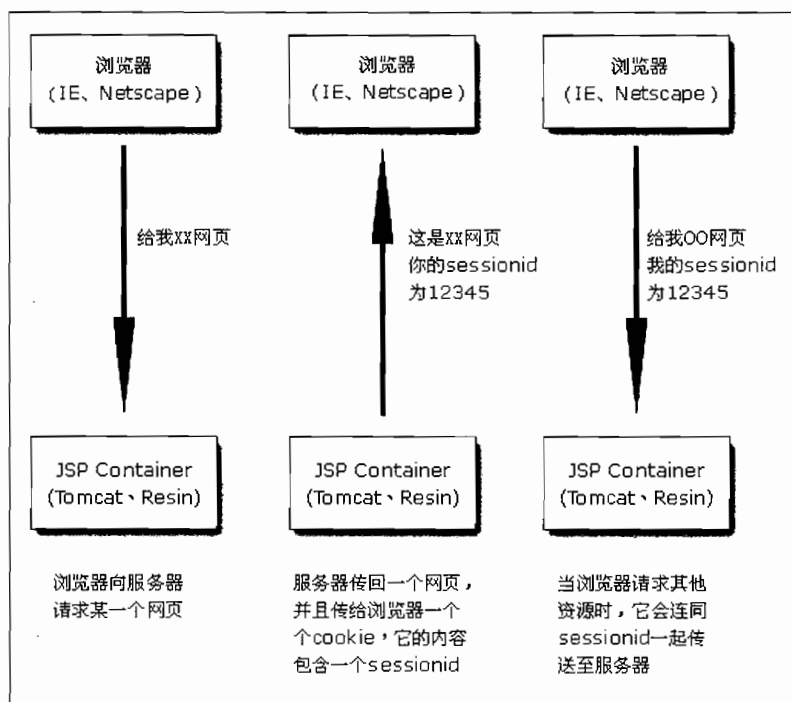 浏览器
(IE、Netscape)
给我XX网页
JSP Container
(Tomcat、Resin)
浏览器向服务器
请求某一个网页
浏览器
(IE、Netscape)
这是XX网页
你的sessionid
为12345
JSP Container
(Tomcat、Resin)
服务器传回一个网页，
并且传给浏览器一个
个cookie，它的内容
包含一个sessionid
浏览器
(IE、Netscape)
给我OO网页
我的sessionid
为12345
JSP Container
(Tomcat、Resin)
当浏览器请求其他
资源时，它会连同
sessionid一起传
送至服务器